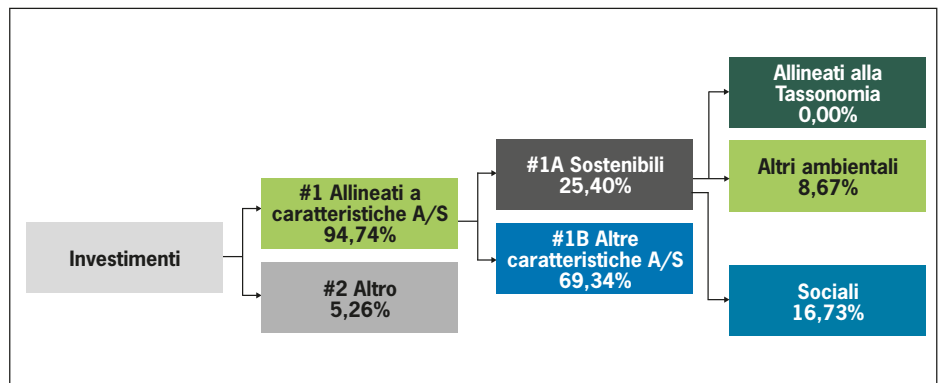 Investimenti
#1 Allineati a
caratteristiche A/S
94,74%
#2 Altro
5,26%
#1A Sostenibili
25,40%
#1B Altre
caratteristiche A/S
69,34%
Allineati alla
Tassonomia
0,00%
Altri ambientali
8,67%
Sociali
16,73%